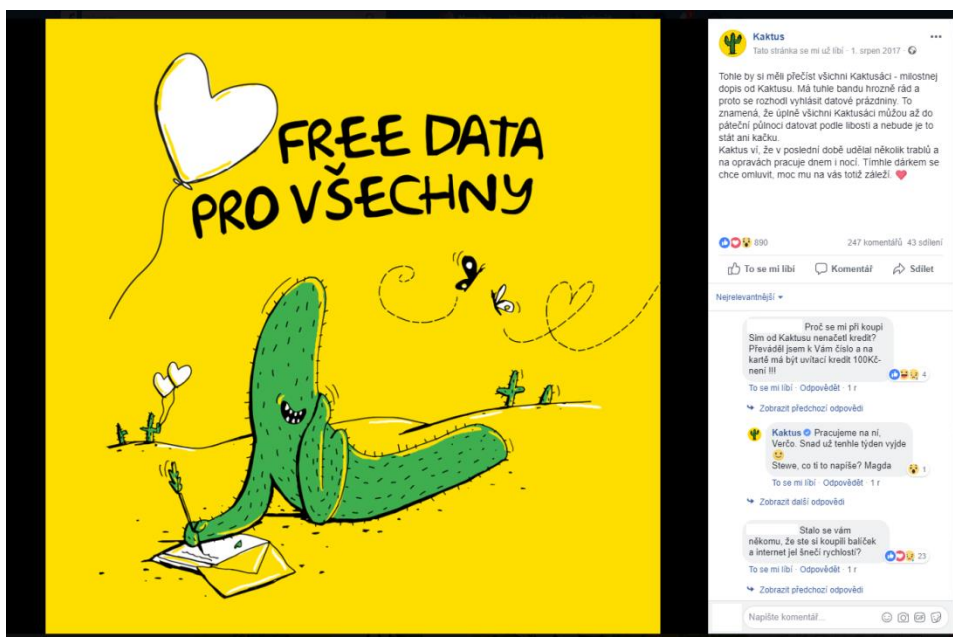 FREE DATA
PRO VŠECHNY
Kaktus
Tato stránka se mi už líbí · 1. srpen 2017 ·
Tohle by si měli přečíst všichni Kaktusáci - milostnej
dopis od Kaktusu. Má tuhle bandu hrozně rád a
proto se rozhodl vyhlásit datové prázdniny. To
znamená, že úplně všichni Kaktusáci můžou až do
páteční půlnoci datovat podle libosti a nebude je to
stát ani kačku.
Kaktus ví, že v poslední době udělal několik trablů a
na opravách pracuje dnem i nocí. Tímhle dárkem se
chce omluvit, moc mu na vás totiž záleží.
890
247 komentářů 43 sdílení
To se mi líbí Komentář Sdílet
Nejrelevantnější
Proč se mi při koupi
Sim od Kaktusu nenačetl kredit?
Převáděl jsem k Vám číslo a na
kartě má být uvítací kredit 100Kč-
není !!!
4
To se mi líbí · Odpovědět · 1 r
Zobrazit předchozí odpovědi
Kaktus Pracujeme na ní,
Verčo. Snad už tenhle týden vyjde
Stewe, co ti to napíše? Magda
1
To se mi líbí · Odpovědět · 1 r
Zobrazit další odpovědi
Stalo se vám
někomu, že ste si koupili balíček
a internet jel šnečí rychlostí?
23
To se mi líbí · Odpovědět · 1 r
Zobrazit předchozí odpovědi
Napište komentář...
GIF